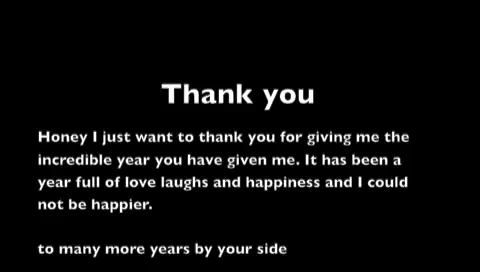 Thank you
Honey I just want to thank you for giving me the
incredible year you have given me. It has been a
year full of love laughs and happiness and I could
not be happier.
to many more years by your side